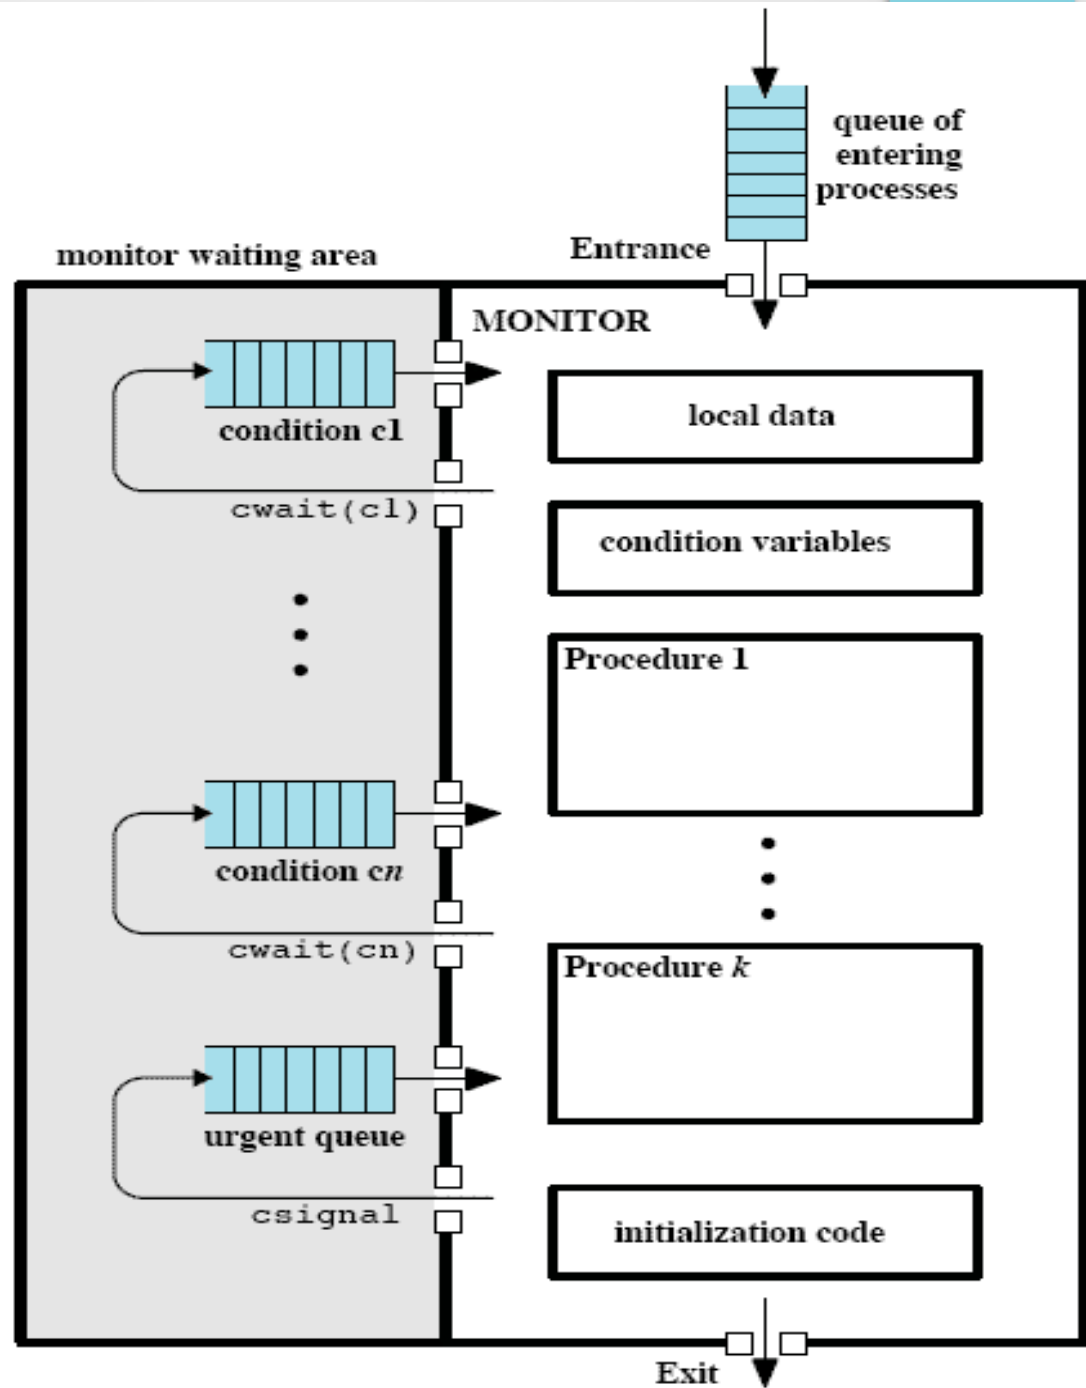 queue of
entering
processes
Entrance
monitor waiting area
MONITOR
local data
condition c1
cwait(c1)
condition variables
Procedure 1
condition cn
cwait(cn)
Procedure k
urgent queue
csignal
initialization code
Exit